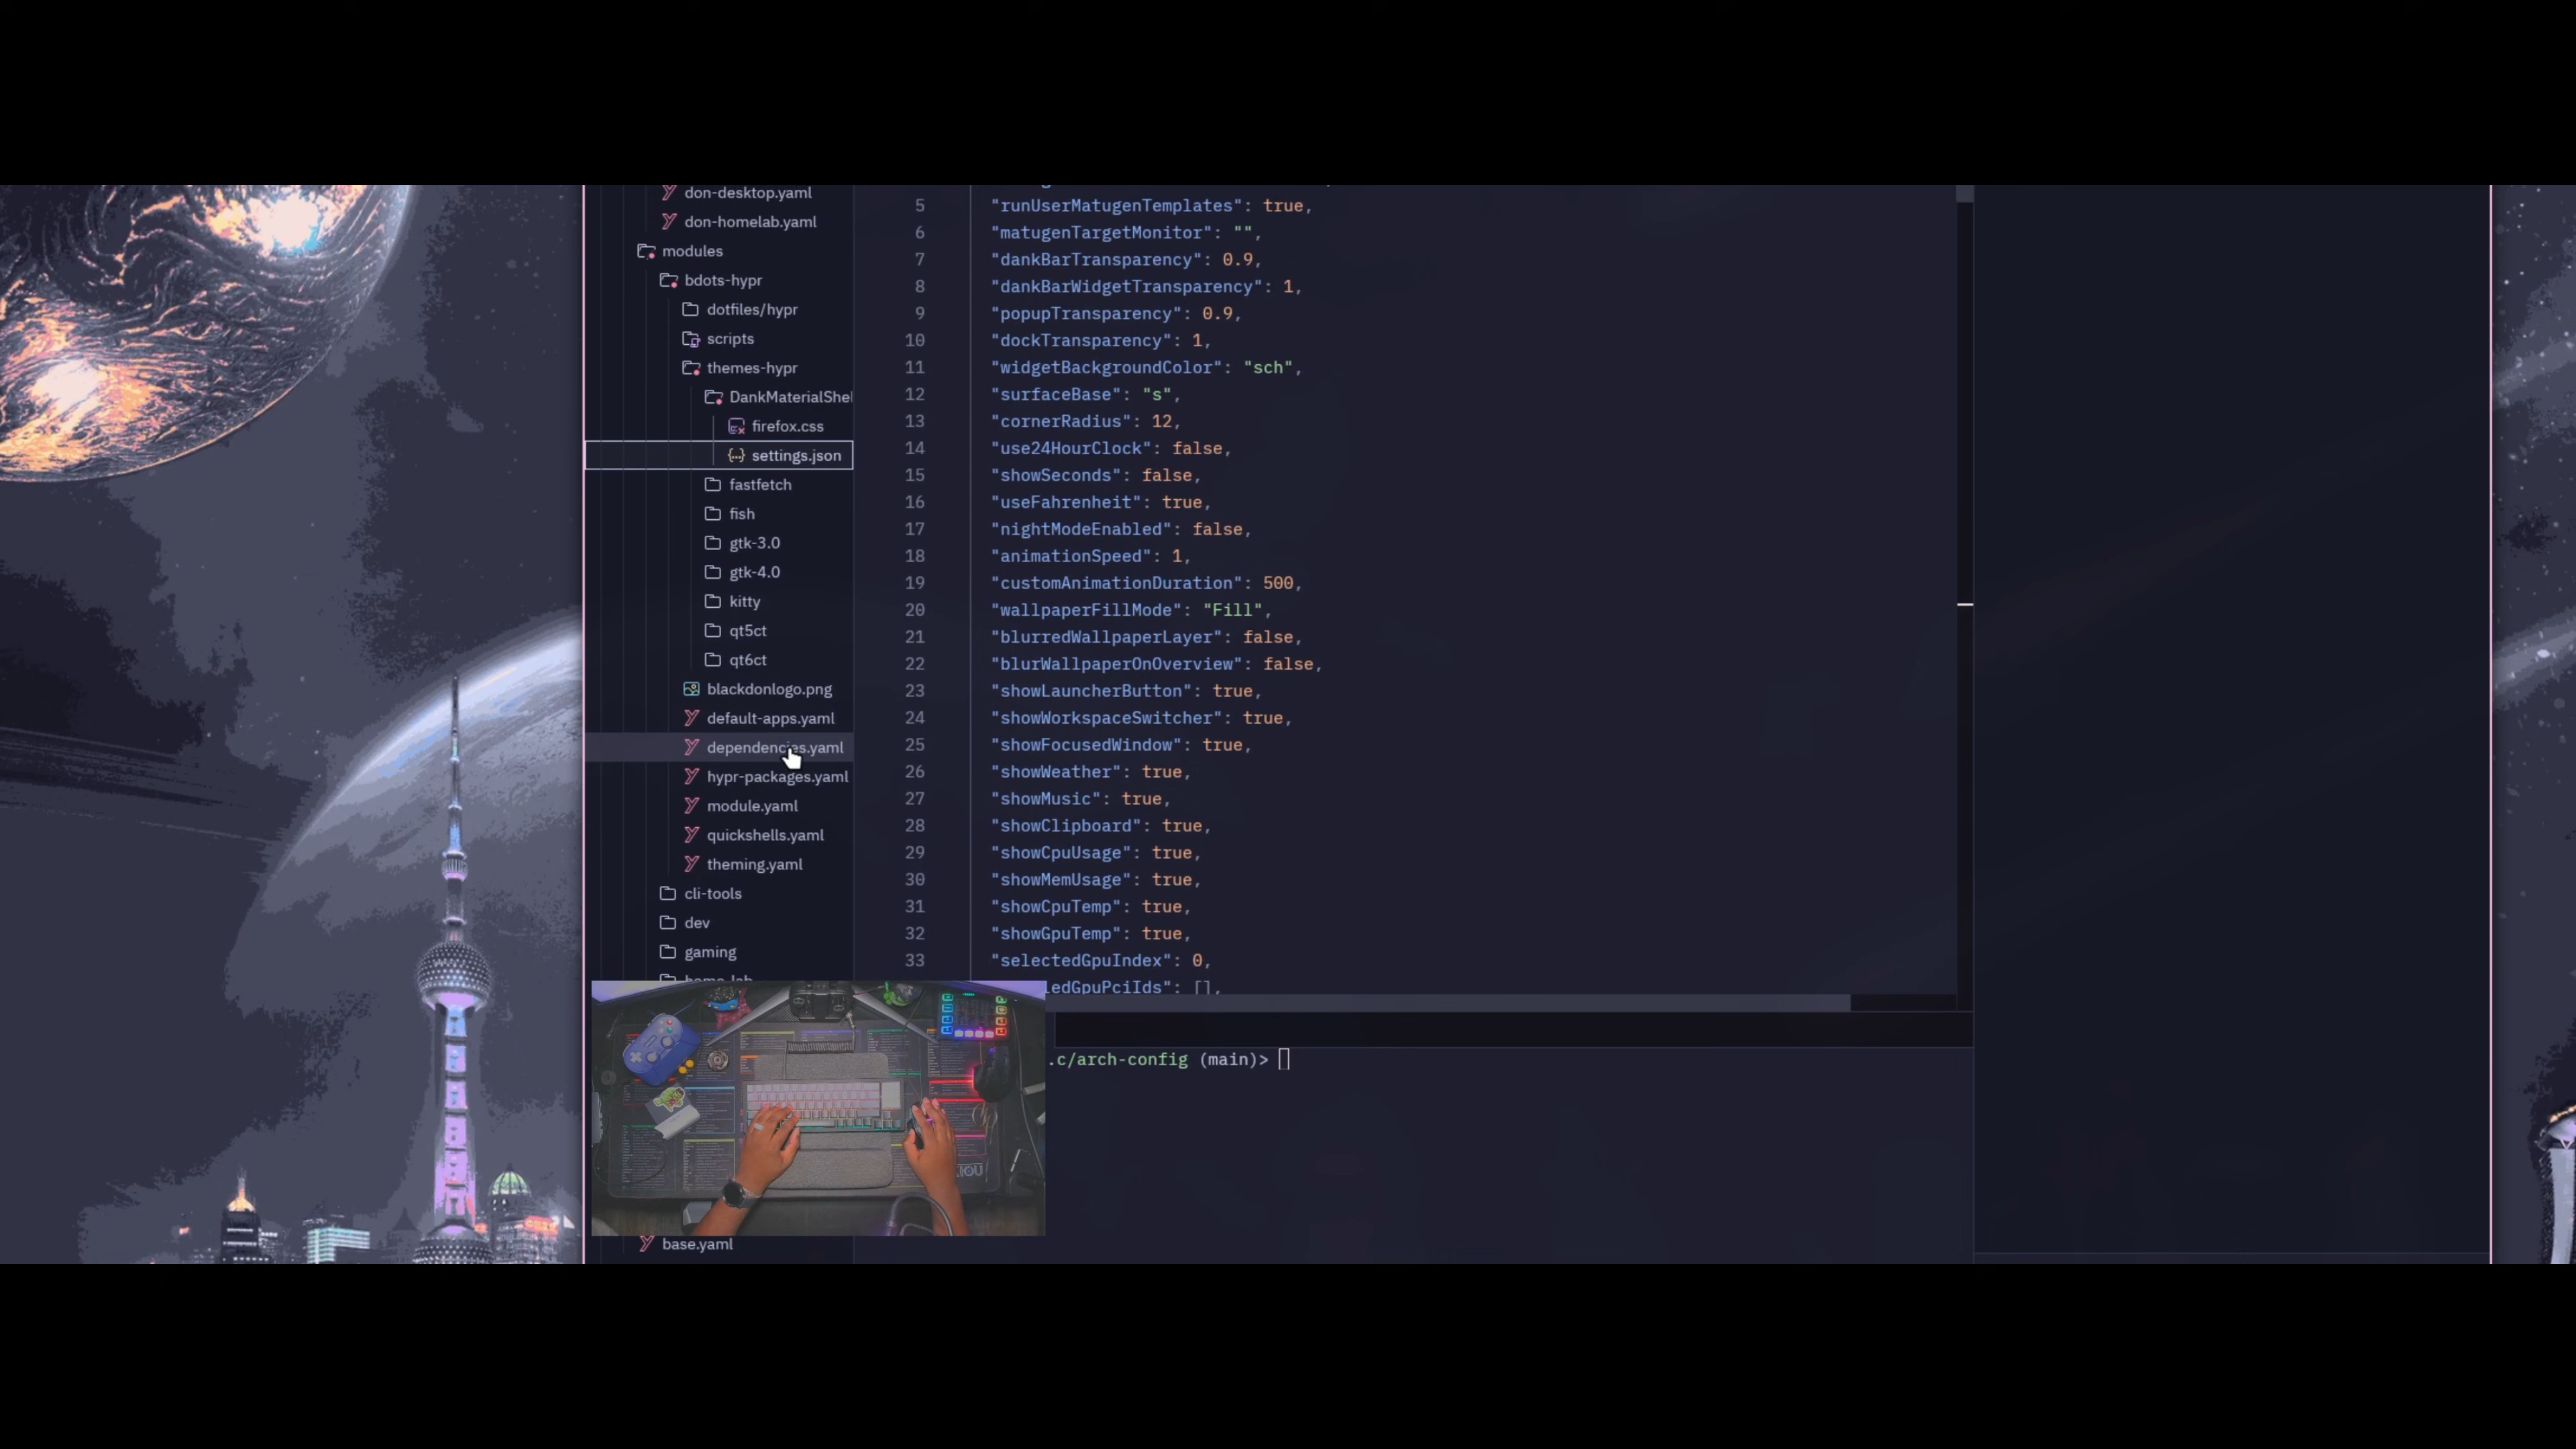 don-desktop.yaml
don-homelab.yaml
modules
bdots-hypr
dotfiles/hypr
scripts
themes-hypr
DankMaterialShel
firefox.css
settings.json
fastfetch
fish
gtk-3.0
gtk-4.0
kitty
qt5ct
qt6ct
blackdonlogo.png
default-apps.yaml
dependencies.yaml
hypr-packages.yaml
module.yaml
quickshells.yaml
theming.yaml
cli-tools
dev
gaming
base.yaml
5 "runUserMatugenTemplates": true,
6 "matugenTargetMonitor": "",
7 "dankBarTransparency": 0.9,
8 "dankBarWidgetTransparency": 1,
9 "popupTransparency": 0.9,
10 "dockTransparency": 1,
11 "widgetBackgroundColor": "sch",
12 "surfaceBase": "s",
13 "cornerRadius": 12,
14 "use24HourClock": false,
15 "showSeconds": false,
16 "useFahrenheit": true,
17 "nightModeEnabled": false,
18 "animationSpeed": 1,
19 "customAnimationDuration": 500,
20 "wallpaperFillMode": "Fill",
21 "blurredWallpaperLayer": false,
22 "blurWallpaperOnOverview": false,
23 "showLauncherButton": true,
24 "showWorkspaceSwitcher": true,
25 "showFocusedWindow": true,
26 "showWeather": true,
27 "showMusic": true,
28 "showClipboard": true,
29 "showCpuUsage": true,
30 "showMemUsage": true,
31 "showCpuTemp": true,
32 "showGpuTemp": true,
33 "selectedGpuIndex": 0,
ledGpuPciIds": [],
.c/arch-config (main)>